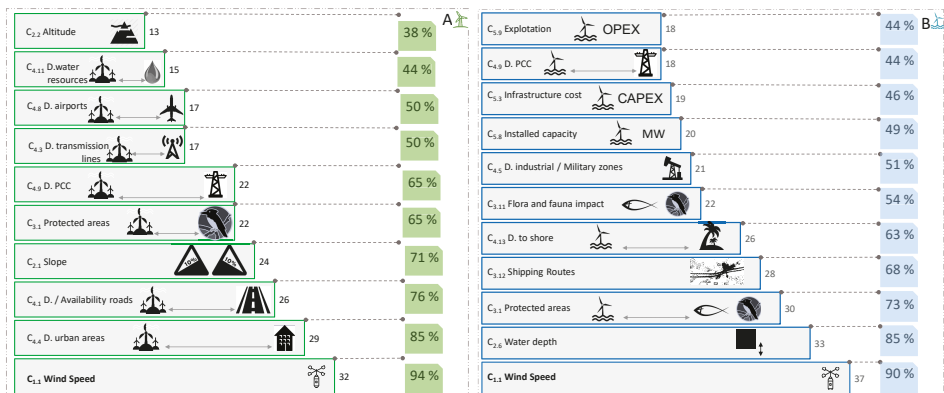 A
C2.2 Altitude 13 38 %
C4.11 D.water
resources 15 44 %
C4.8 D. airports 17 50 %
C4.3 D. transmission
lines 17 50 %
C4.9 D. PCC 22 65 %
C3.1 Protected areas 22 65 %
C2.1 Slope 10% 10% 24 71 %
C4.1 D. / Availability roads 26 76 %
C4.4 D. urban areas 29 85 %
C1.1 Wind Speed 32 94 %
B
C5.9 Explotation OPEX 18 44 %
C4.9 D. PCC 18 44 %
C5.3 Infrastructure cost CAPEX 19 46 %
C5.8 Installed capacity MW 20 49 %
C4.5 D. industrial / Military zones 21 51 %
C3.11 Flora and fauna impact 22 54 %
C4.13 D. to shore 26 63 %
C3.12 Shipping Routes 28 68 %
C3.1 Protected areas 30 73 %
C2.6 Water depth 33 85 %
C1.1 Wind Speed 37 90 %